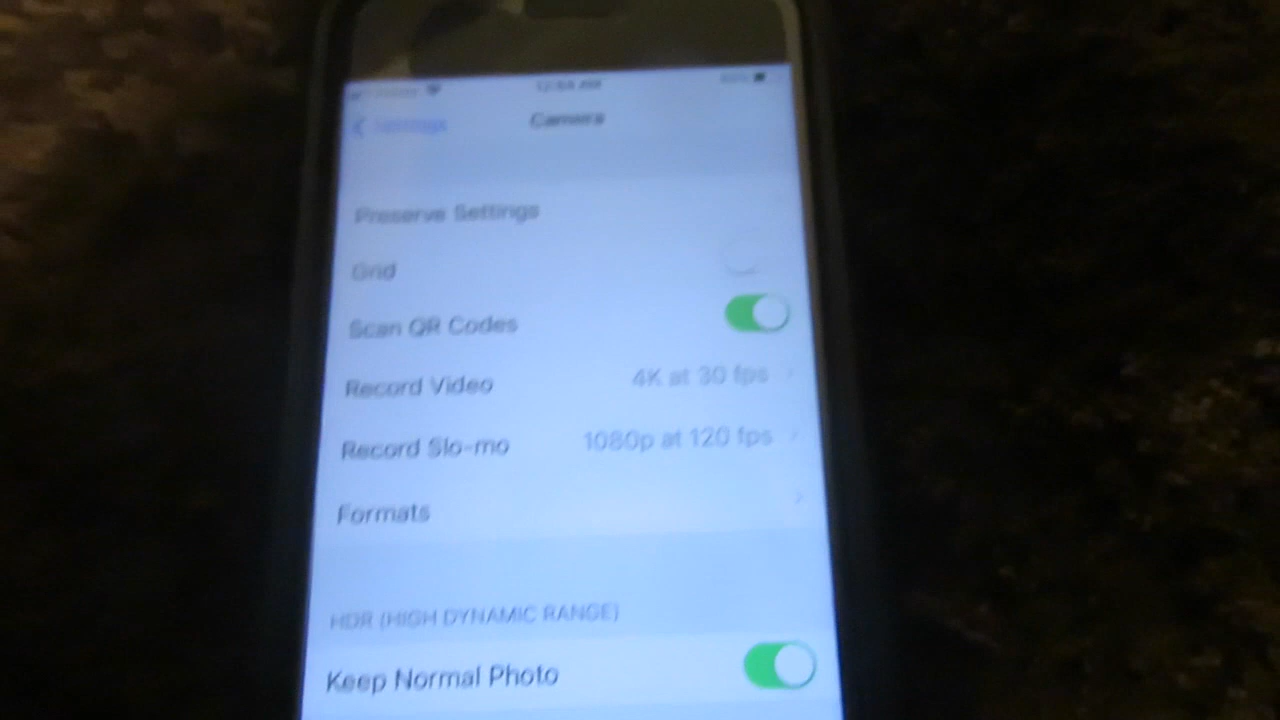 Settings
Camera
Preserve Settings
Grid
Scan QR Codes
Record Video 4K at 30 fps
Record Slo-mo 1080p at 120 fps
Formats
HDR (HIGH DYNAMIC RANGE)
Keep Normal Photo